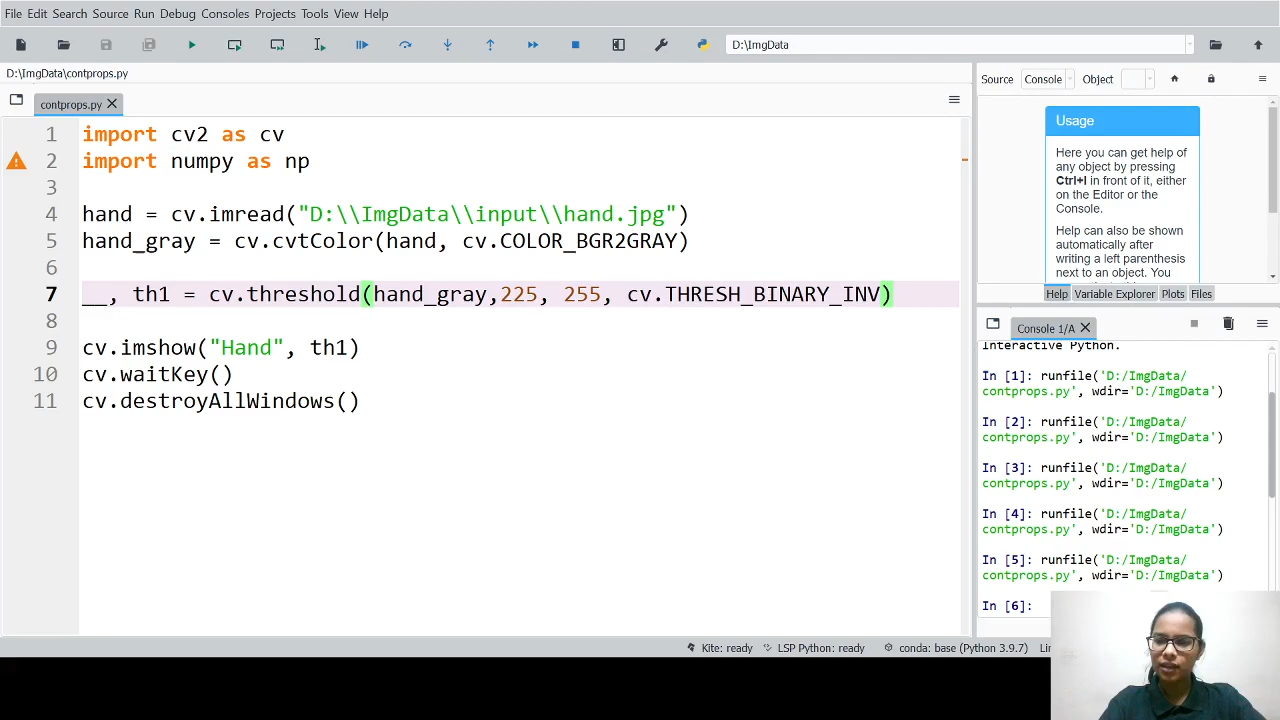 File Edit Search Source Run Debug Consoles Projects Tools View Help
D:\ImgData
D:\ImgData\contprops.py
contprops.py
1 import cv2 as cv
2 import numpy as np
3
4 hand = cv.imread("D:\\ImgData\\input\\hand.jpg")
5 hand_gray = cv.cvtColor(hand, cv.COLOR_BGR2GRAY)
6
7 __, th1 = cv.threshold(hand_gray,225, 255, cv.THRESH_BINARY_INV)
8
9 cv.imshow("Hand", th1)
10 cv.waitKey()
11 cv.destroyAllWindows()
Source Console Object
Usage
Here you can get help of
any object by pressing
Ctrl+I in front of it, either
on the Editor or the
Console.
Help can also be shown
automatically after
writing a left parenthesis
next to an object. You
Help Variable Explorer Plots Files
Console 1/A
Interactive Python.
In [1]: runfile('D:/ImgData/
contprops.py', wdir='D:/ImgData')
In [2]: runfile('D:/ImgData/
contprops.py', wdir='D:/ImgData')
In [3]: runfile('D:/ImgData/
contprops.py', wdir='D:/ImgData')
In [4]: runfile('D:/ImgData/
contprops.py', wdir='D:/ImgData')
In [5]: runfile('D:/ImgData/
contprops.py', wdir='D:/ImgData')
In [6]:
Kite: ready LSP Python: ready conda: base (Python 3.9.7)